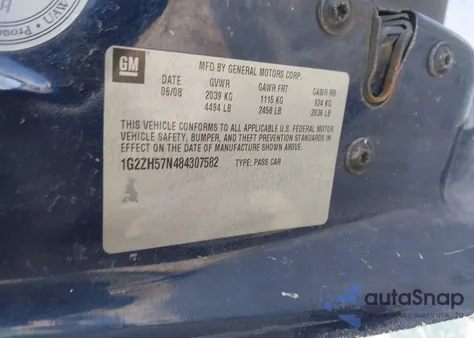 UAW
GM
MFD BY GENERAL MOTORS CORP.
DATE GVWR GAWR FRT GAWR RR
06/08 2039 KG 1115 KG 924 KG
4494 LB 2458 LB 2036 LB
THIS VEHICLE CONFORMS TO ALL APPLICABLE U.S. FEDERAL MOTOR
VEHICLE SAFETY, BUMPER, AND THEFT PREVENTION STANDARDS IN
EFFECT ON THE DATE OF MANUFACTURE SHOWN ABOVE.
1G2ZH57N484307582 TYPE: PASS CAR
autoSnap